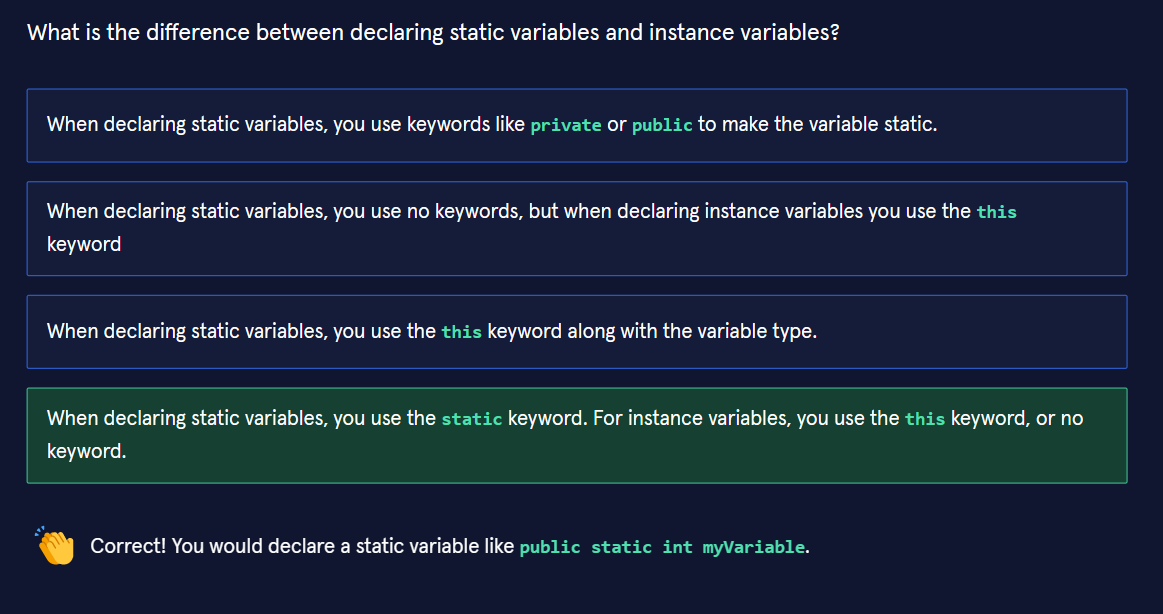 What is the difference between declaring static variables and instance variables?
When declaring static variables, you use keywords like private or public to make the variable static.
When declaring static variables, you use no keywords, but when declaring instance variables you use the this
keyword
When declaring static variables, you use the this keyword along with the variable type.
When declaring static variables, you use the static keyword. For instance variables, you use the this keyword, or no
keyword.
Correct! You would declare a static variable like public static int myVariable.